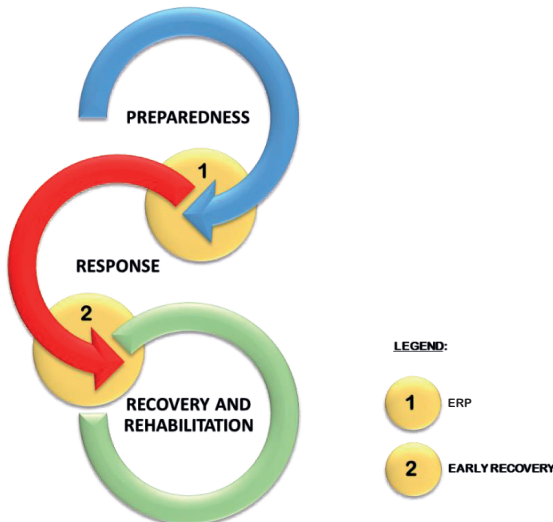 PREPAREDNESS
1
RESPONSE
2
RECOVERY AND
REHABILITATION
LEGEND:
1 ERP
2 EARLY RECOVERY